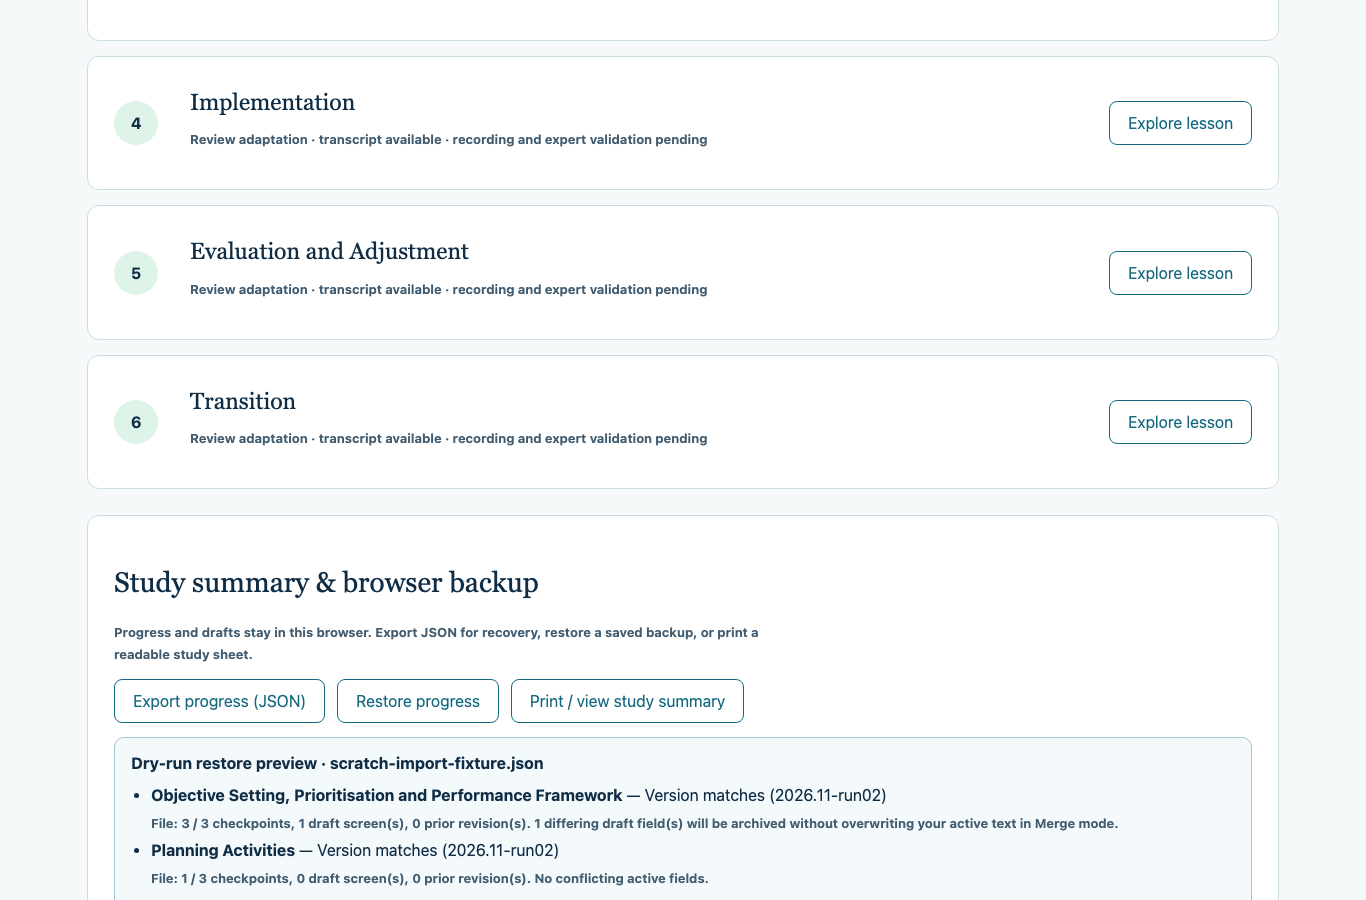 4
Implementation
Review adaptation · transcript available · recording and expert validation pending
Explore lesson
5
Evaluation and Adjustment
Review adaptation · transcript available · recording and expert validation pending
Explore lesson
6
Transition
Review adaptation · transcript available · recording and expert validation pending
Explore lesson
Study summary & browser backup
Progress and drafts stay in this browser. Export JSON for recovery, restore a saved backup, or print a
readable study sheet.
Export progress (JSON)
Restore progress
Print / view study summary
Dry-run restore preview · scratch-import-fixture.json
• Objective Setting, Prioritisation and Performance Framework — Version matches (2026.11-run02)
File: 3 / 3 checkpoints, 1 draft screen(s), 0 prior revision(s). 1 differing draft field(s) will be archived without overwriting your active text in Merge mode.
• Planning Activities — Version matches (2026.11-run02)
File: 1 / 3 checkpoints, 0 draft screen(s), 0 prior revision(s). No conflicting active fields.